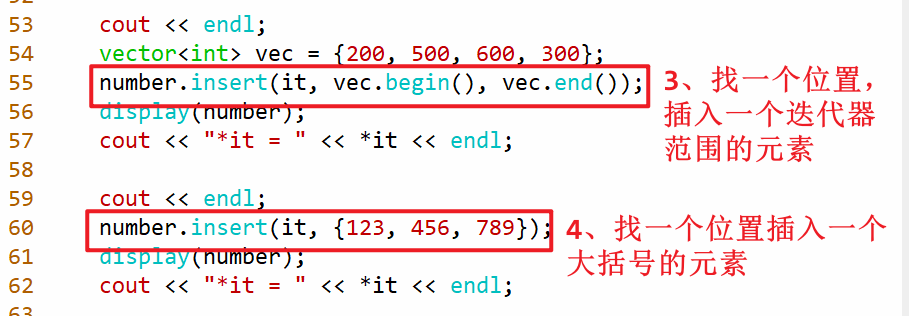 53 cout << endl;
54 vector<int> vec = {200, 500, 600, 300};
55 number.insert(it, vec.begin(), vec.end());
3、找一个位置，
插入一个迭代器
范围的元素
56 display(number);
57 cout << "*it = " << *it << endl;
58
59 cout << endl;
60 number.insert(it, {123, 456, 789});
4、找一个位置插入一个
大括号的元素
61 display(number);
62 cout << "*it = " << *it << endl;